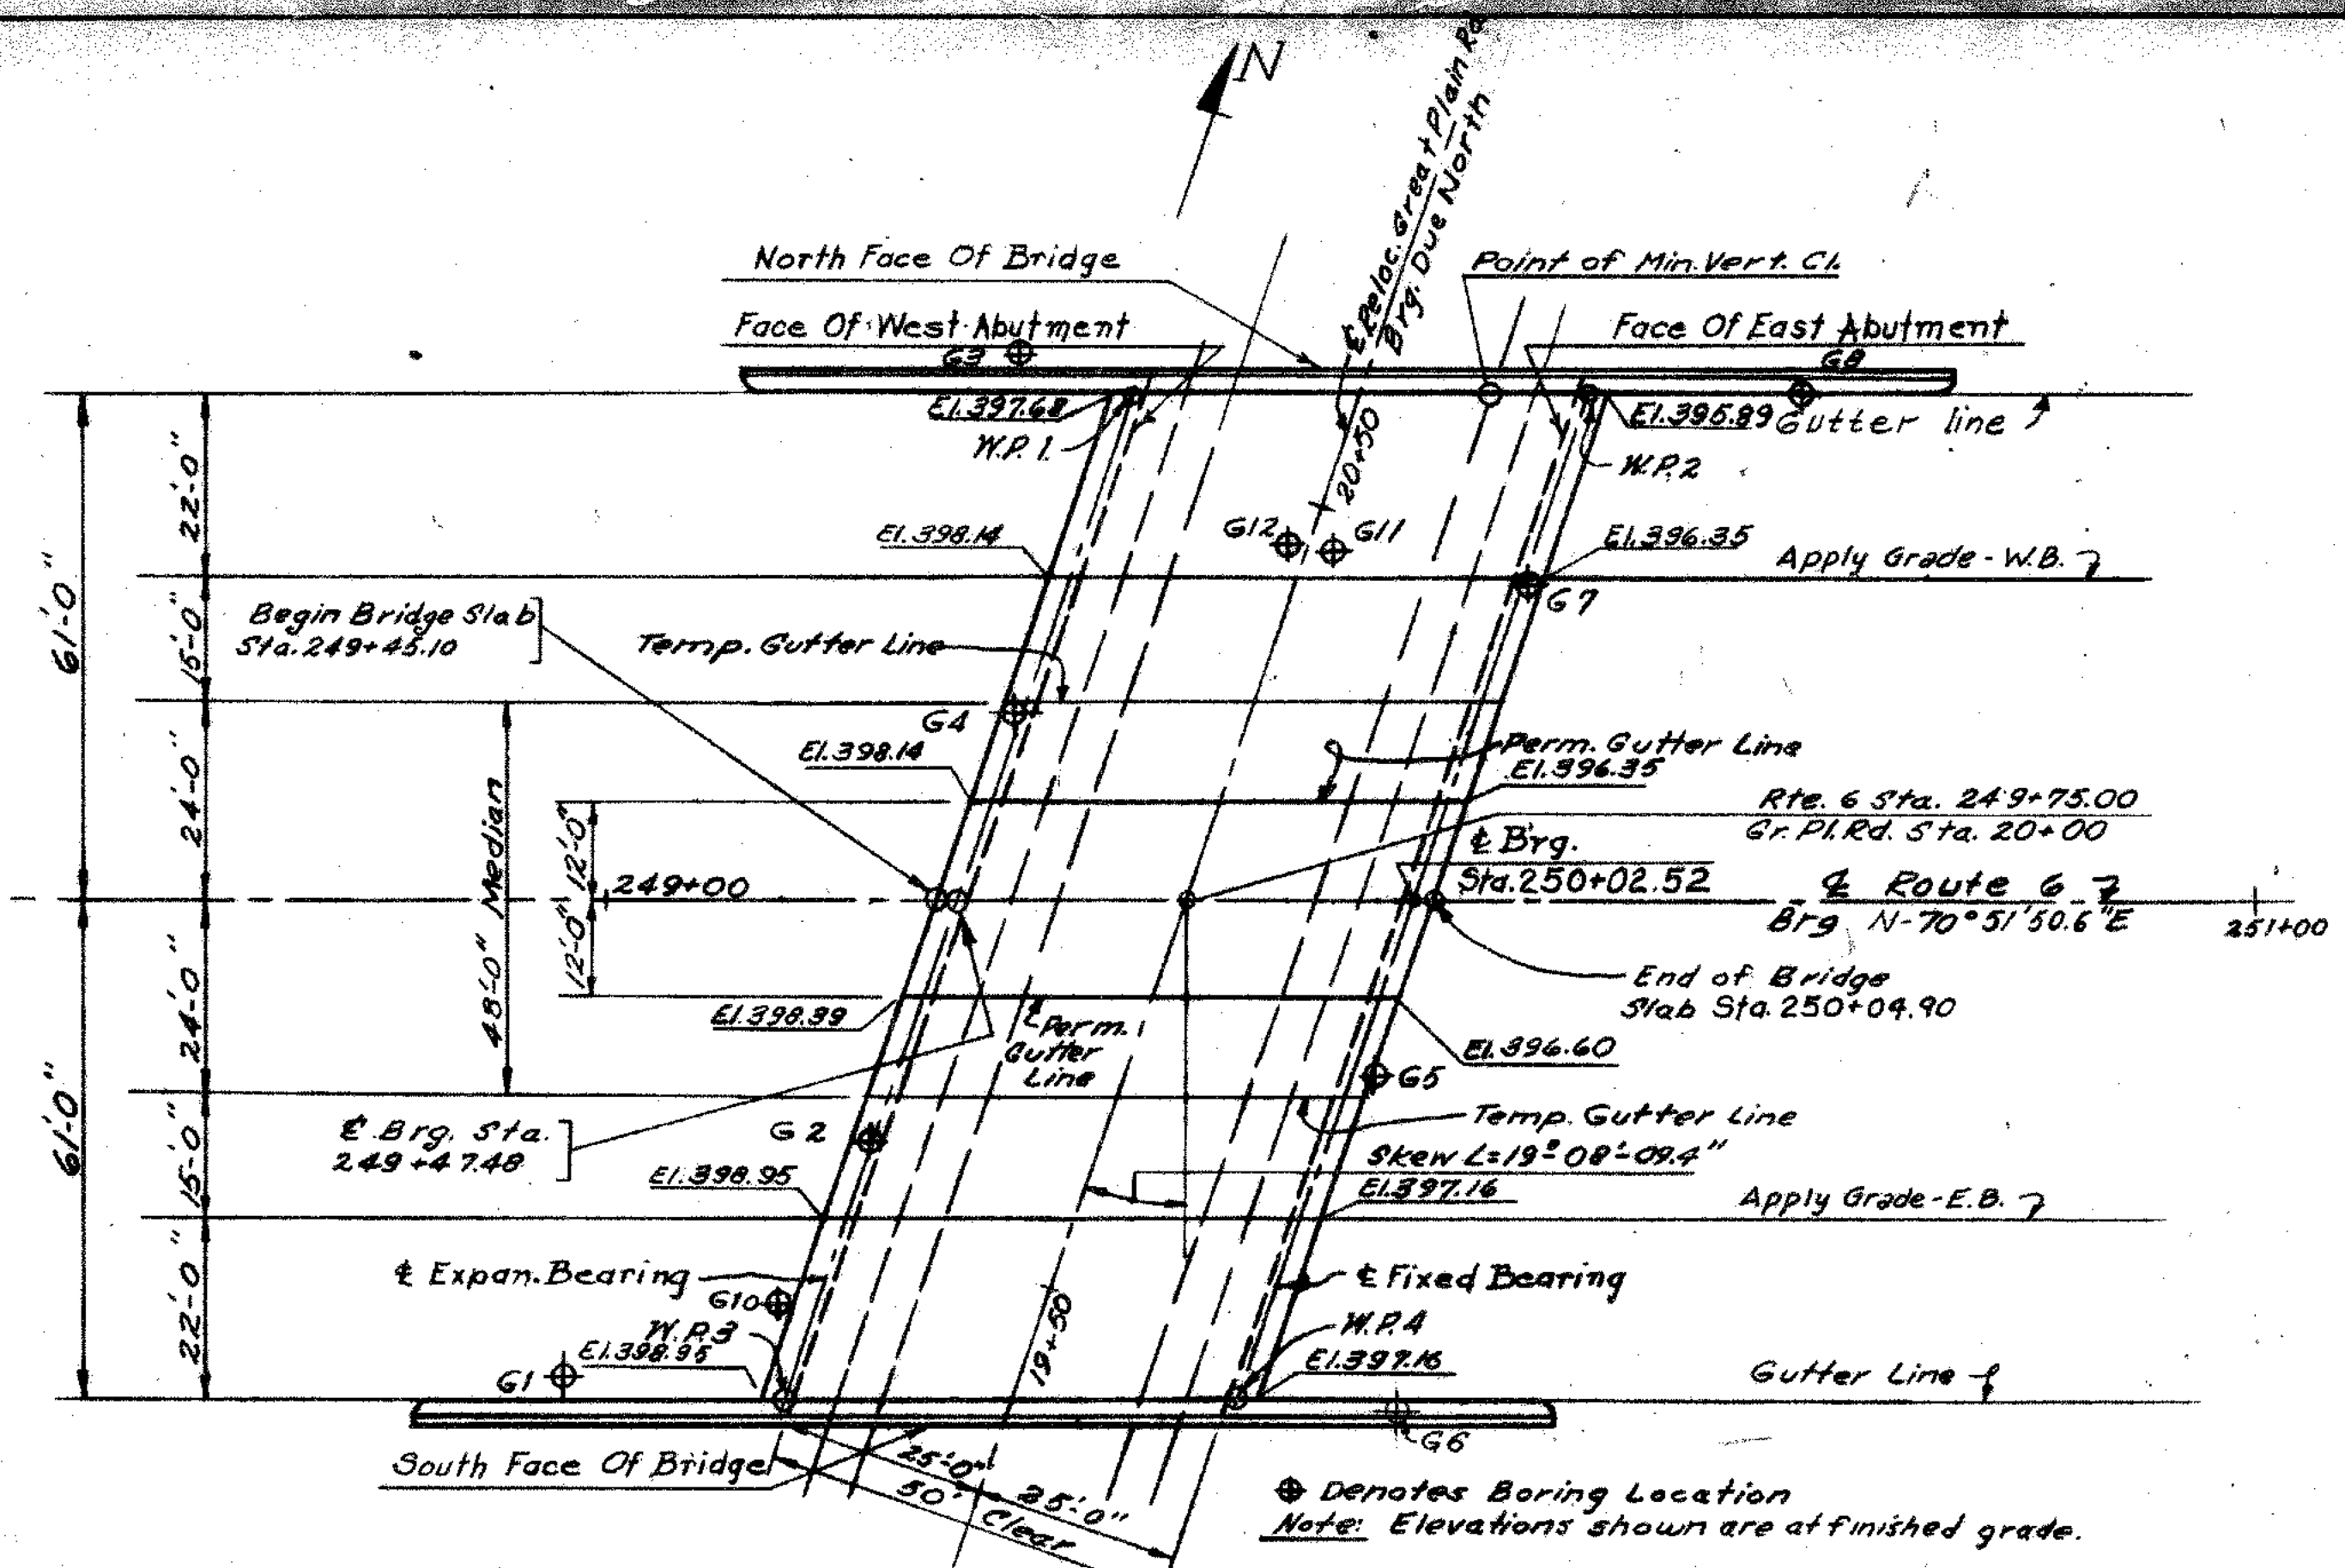 N
℄ Reloc. Great Plain Rd.
Brg. Due North
North Face Of Bridge
Point of Min. Vert. Cl.
Face Of West Abutment
Face Of East Abutment
G3
G8
El. 397.68
El. 395.89
Gutter line
W.P. 1.
W.P. 2
20+50
22'-0"
61'-0"
El. 398.14
G12
G11
El. 396.35
Apply Grade - W.B.
G7
Begin Bridge Slab
Sta. 249+45.10
Temp. Gutter Line
15'-0"
G4
El. 398.14
Perm. Gutter Line
El. 396.35
24'-0"
48'-0" Median
12'-0"
Rte. 6 Sta. 249+75.00
Gr. Pl. Rd. Sta. 20+00
℄ Brg.
Sta. 250+02.52
249+00
℄ Route 6
Brg N-70°51'50.6"E
251+00
12'-0"
24'-0"
End of Bridge
Slab Sta. 250+04.90
El. 398.39
Perm.
Gutter
Line
El. 396.60
G5
61'-0"
15'-0"
℄ Brg. Sta.
249+47.48
G2
Temp. Gutter Line
Skew L=19°-08'-09.4"
El. 398.95
El. 397.16
Apply Grade - E.B.
22'-0"
℄ Expan. Bearing
℄ Fixed Bearing
G10
W.P. 3
W.P. 4
19+50
El. 398.95
El. 397.16
G1
Gutter Line
G6
South Face Of Bridge
25'-0"
25'-0"
50'
Clear
Denotes Boring Location
Note: Elevations shown are at finished grade.